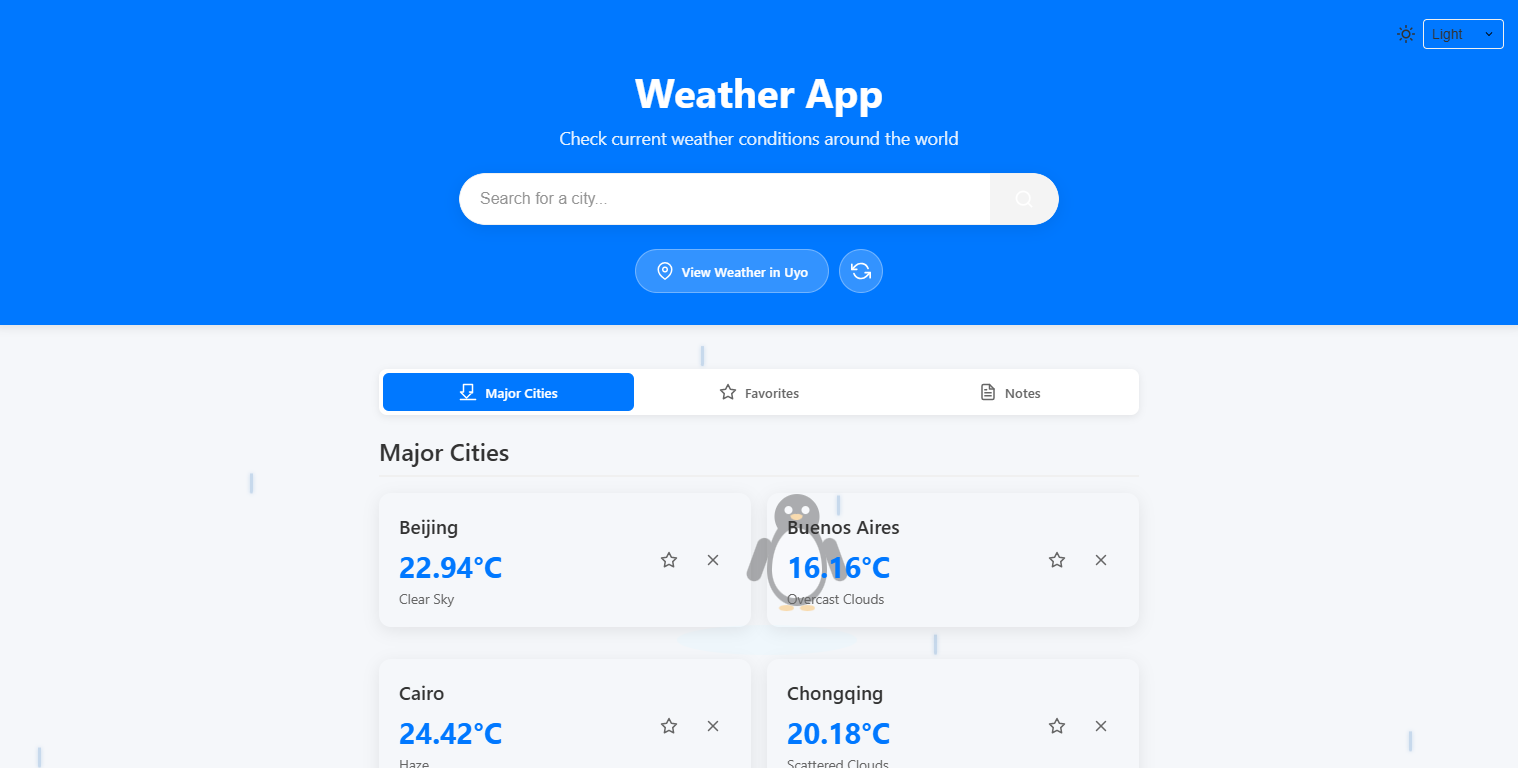 Light
Weather App
Check current weather conditions around the world
Search for a city...
View Weather in Uyo
Major Cities
Favorites
Notes
Major Cities
Beijing
22.94°C
Clear Sky
Buenos Aires
16.16°C
Overcast Clouds
Cairo
24.42°C
Haze
Chongqing
20.18°C
Scattered Clouds